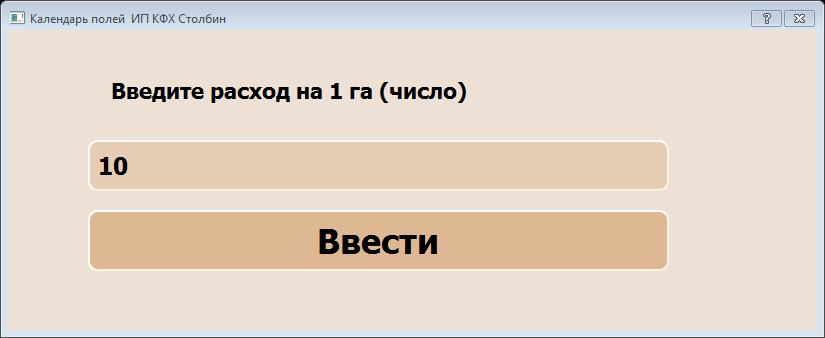 Календарь полей  ИП КФХ Столбин
Введите расход на 1 га (число)
10
Ввести